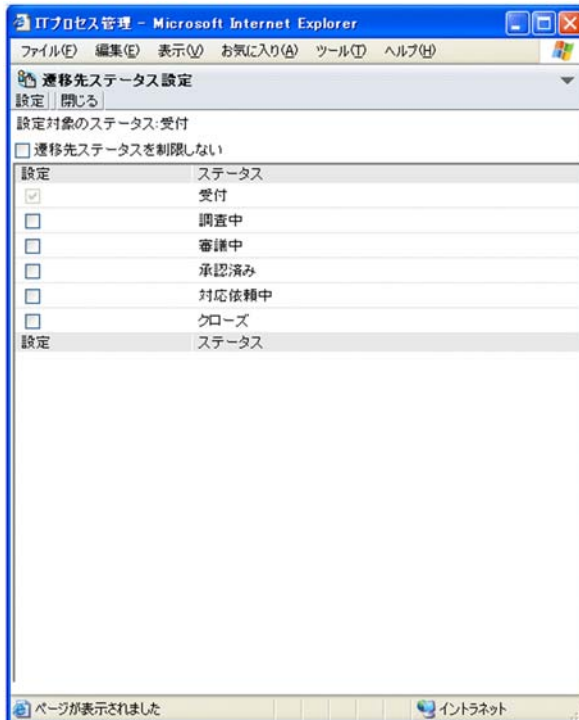 ITプロセス管理 - Microsoft Internet Explorer
ファイル(F) 編集(E) 表示(V) お気に入り(A) ツール(T) ヘルプ(H)
遷移先ステータス設定
設定 閉じる
設定対象のステータス:受付
遷移先ステータスを制限しない
設定 ステータス
受付
調査中
審議中
承認済み
対応依頼中
クローズ
設定 ステータス
ページが表示されました イントラネット